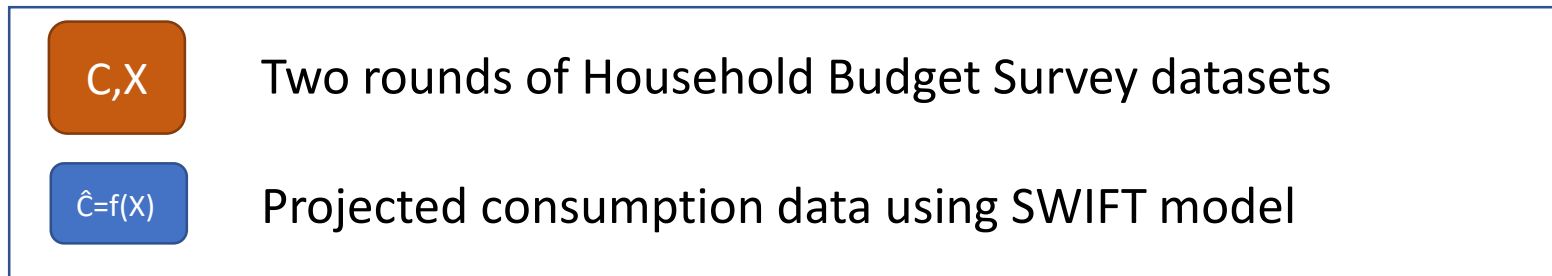 C,X Two rounds of Household Budget Survey datasets
Ĉ=f(X) Projected consumption data using SWIFT model